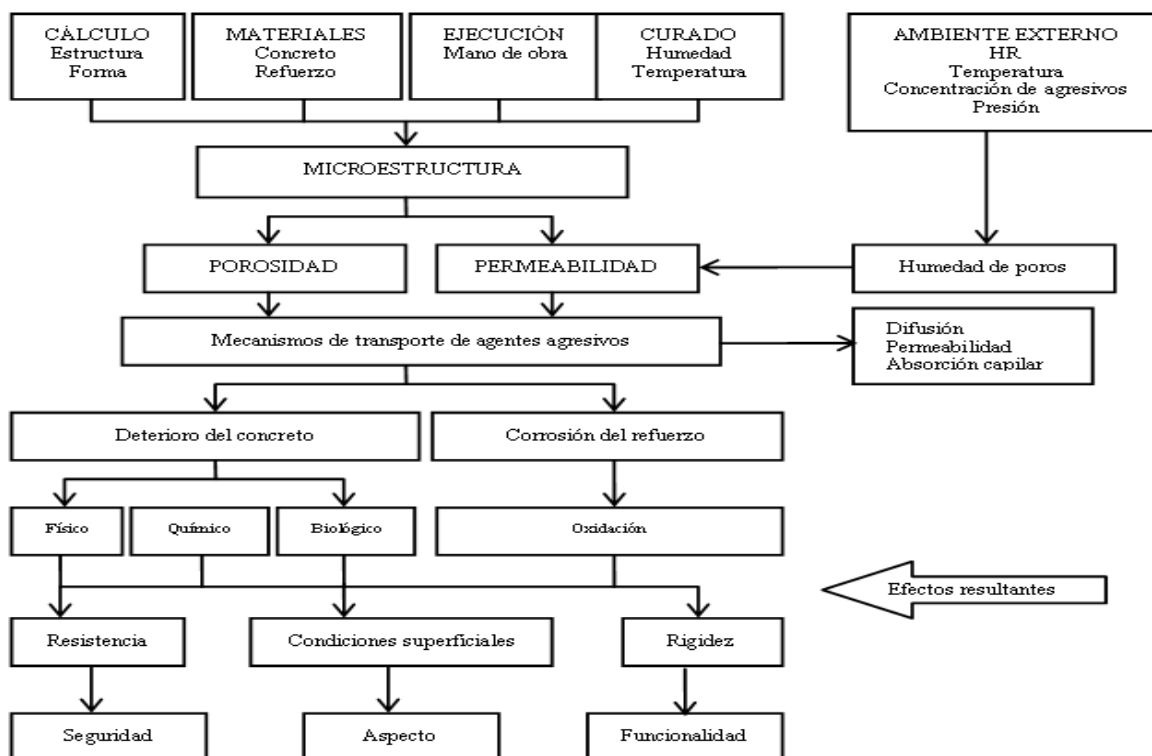 CÁLCULO
Estructura
Forma
MATERIALES
Concreto
Refuerzo
EJECUCIÓN
Mano de obra
CURADO
Humedad
Temperatura
AMBIENTE EXTERNO
HR
Temperatura
Concentración de agresivos
Presión
MICROESTRUCTURA
POROSIDAD
PERMEABILIDAD
Humedad de poros
Mecanismos de transporte de agentes agresivos
Difusión
Permeabilidad
Absorción capilar
Deterioro del concreto
Corrosión del refuerzo
Físico
Químico
Biológico
Oxidación
Efectos resultantes
Resistencia
Condiciones superficiales
Rigidez
Seguridad
Aspecto
Funcionalidad